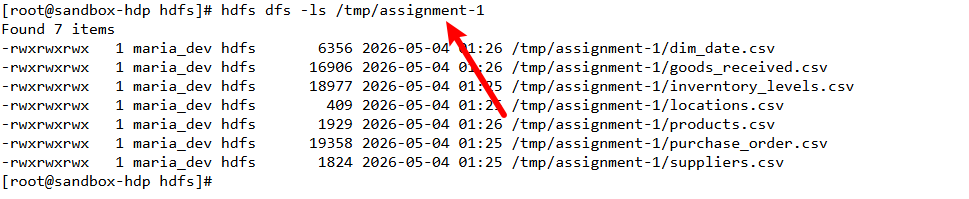 [root@sandbox-hdp hdfs]# hdfs dfs -ls /tmp/assignment-1
Found 7 items
-rwxrwxrwx   1 maria_dev hdfs       6356 2026-05-04 01:26 /tmp/assignment-1/dim_date.csv
-rwxrwxrwx   1 maria_dev hdfs      16906 2026-05-04 01:26 /tmp/assignment-1/goods_received.csv
-rwxrwxrwx   1 maria_dev hdfs      18977 2026-05-04 01:25 /tmp/assignment-1/inverntory_levels.csv
-rwxrwxrwx   1 maria_dev hdfs        409 2026-05-04 /tmp/assignment-1/locations.csv
-rwxrwxrwx   1 maria_dev hdfs       1929 2026-05-04 01:26 /tmp/assignment-1/products.csv
-rwxrwxrwx   1 maria_dev hdfs      19358 2026-05-04 01:25 /tmp/assignment-1/purchase_order.csv
-rwxrwxrwx   1 maria_dev hdfs       1824 2026-05-04 01:25 /tmp/assignment-1/suppliers.csv
[root@sandbox-hdp hdfs]#